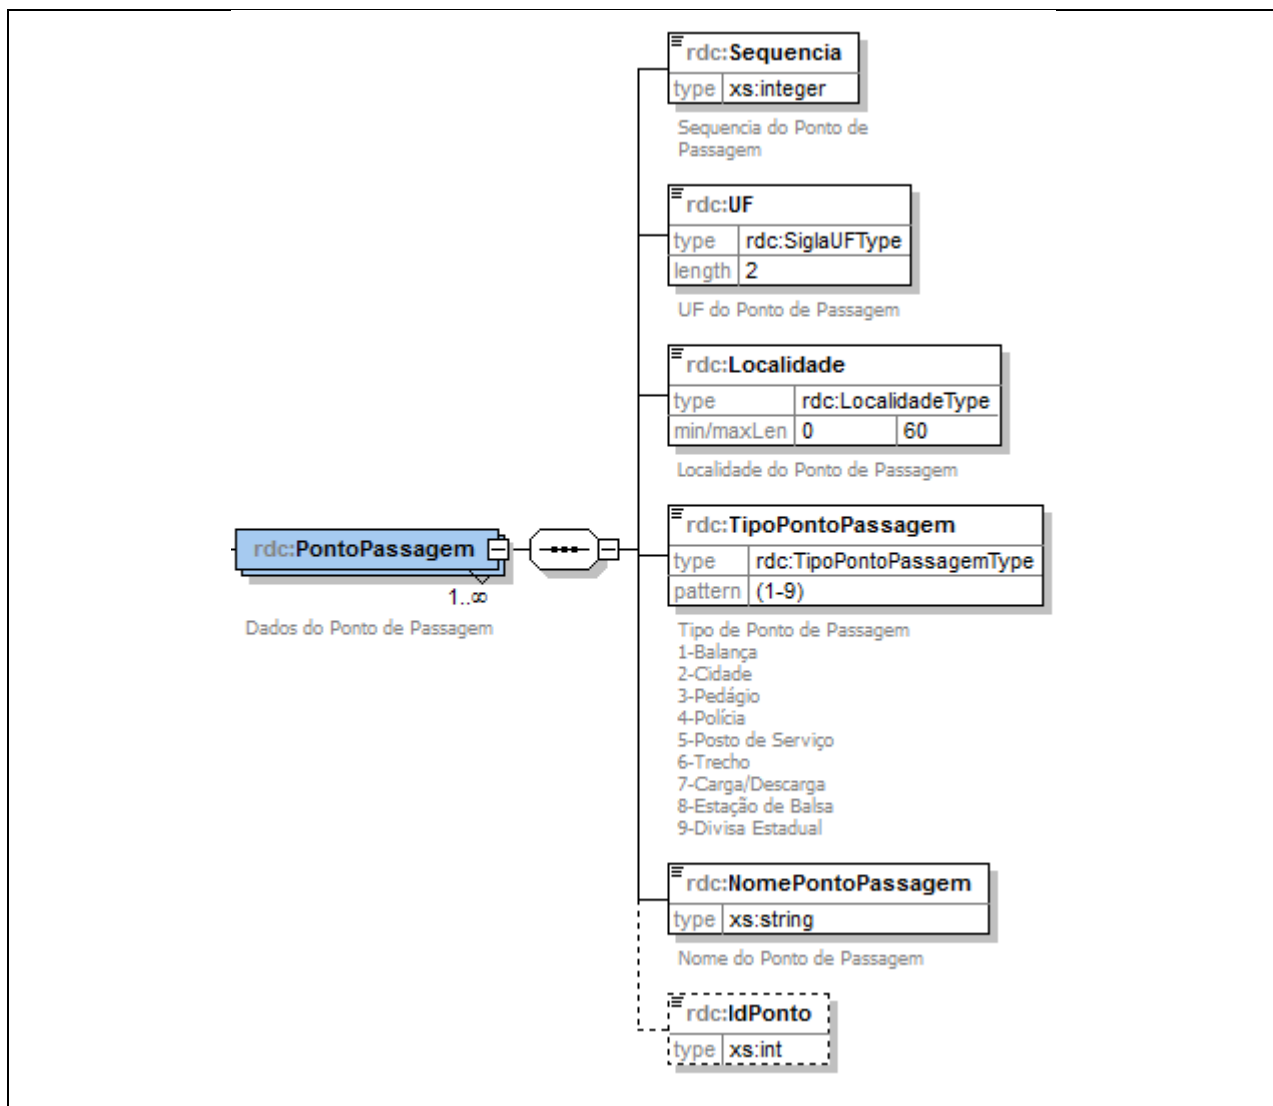 rdc:Sequencia
type xs:integer
Sequencia do Ponto de
Passagem
rdc:UF
type rdc:SiglaUFType
length 2
UF do Ponto de Passagem
rdc:Localidade
type rdc:LocalidadeType
min/maxLen 0 60
Localidade do Ponto de Passagem
rdc:PontoPassagem
1..∞
Dados do Ponto de Passagem
rdc:TipoPontoPassagem
type rdc:TipoPontoPassagemType
pattern (1-9)
Tipo de Ponto de Passagem
1-Balança
2-Cidade
3-Pedágio
4-Polícia
5-Posto de Serviço
6-Trecho
7-Carga/Descarga
8-Estação de Balsa
9-Divisa Estadual
rdc:NomePontoPassagem
type xs:string
Nome do Ponto de Passagem
rdc:IdPonto
type xs:int